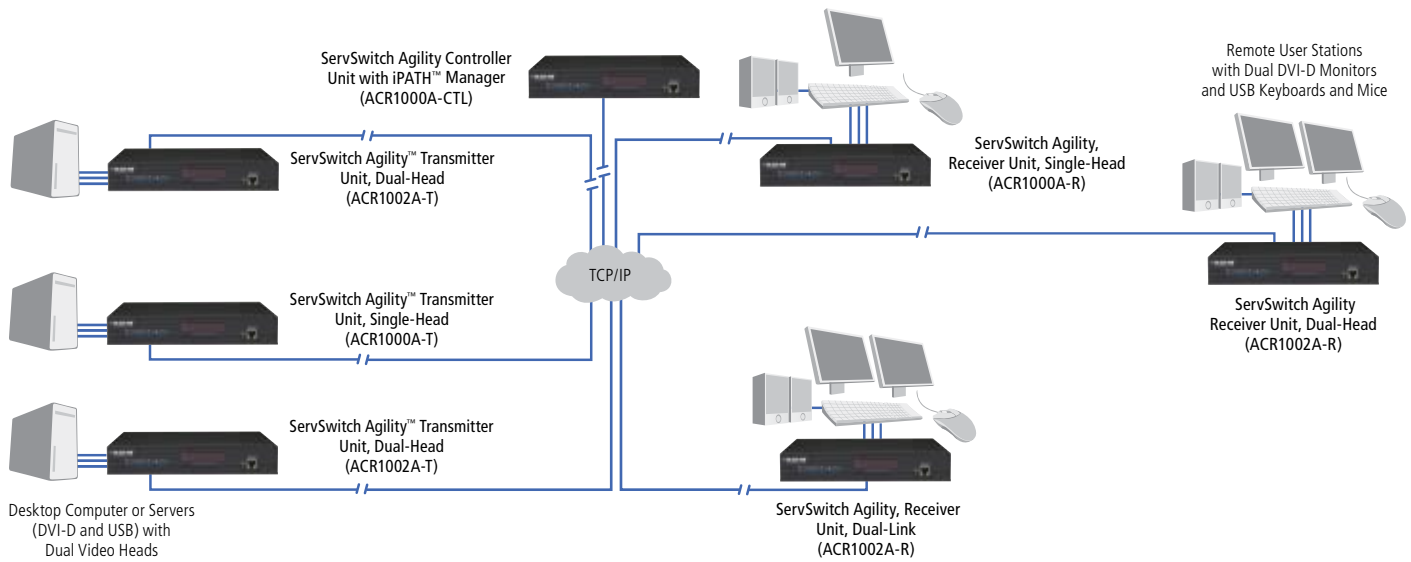 ServSwitch Agility Controller
Unit with iPATH™ Manager
(ACR1000A-CTL)
ServSwitch Agility™ Transmitter
Unit, Dual-Head
(ACR1002A-T)
ServSwitch Agility,
Receiver Unit, Single-Head
(ACR1000A-R)
Remote User Stations
with Dual DVI-D Monitors
and USB Keyboards and Mice
TCP/IP
ServSwitch Agility™ Transmitter
Unit, Single-Head
(ACR1000A-T)
ServSwitch Agility
Receiver Unit, Dual-Head
(ACR1002A-R)
ServSwitch Agility™ Transmitter
Unit, Dual-Head
(ACR1002A-T)
Desktop Computer or Servers
(DVI-D and USB) with
Dual Video Heads
ServSwitch Agility, Receiver
Unit, Dual-Link
(ACR1002A-R)